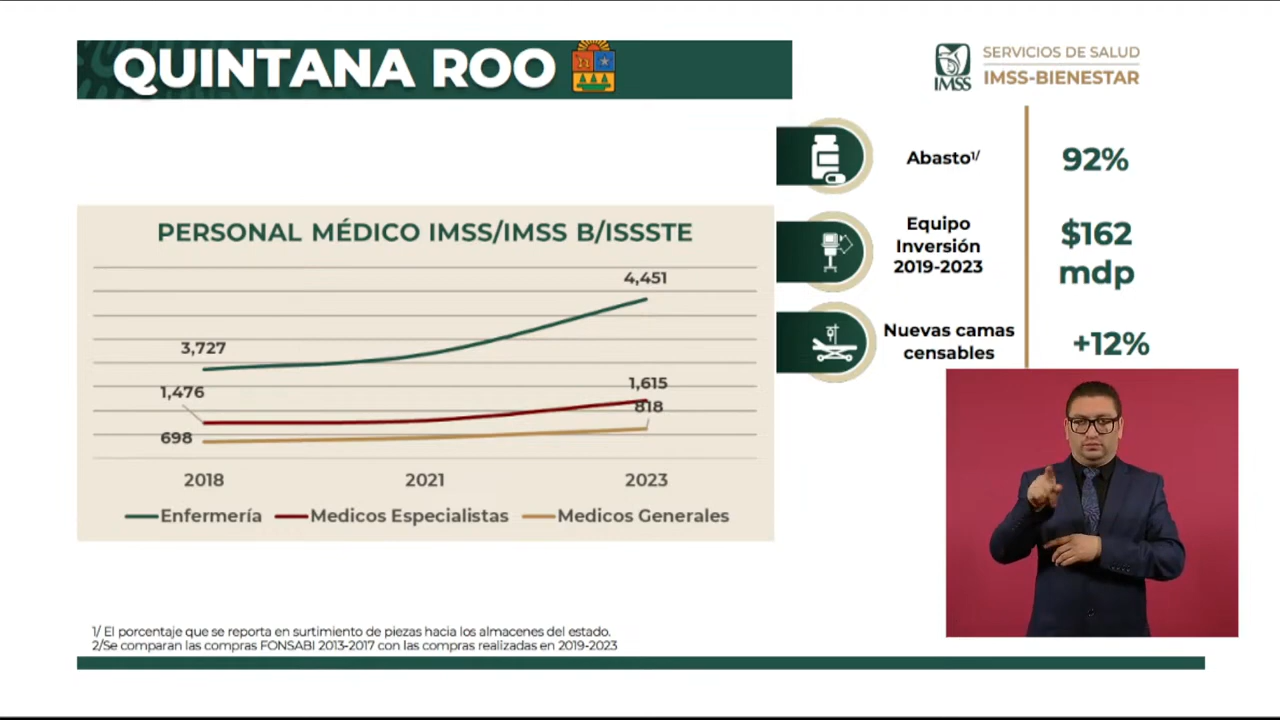 QUINTANA ROO
IMSS
SERVICIOS DE SALUD
IMSS-BIENESTAR
Abasto1/
92%
Equipo
Inversión
2019-2023
$162
mdp
Nuevas camas
censables
+12%
PERSONAL MÉDICO IMSS/IMSS B/ISSSTE
4,451
3,727
1,476
1,615
818
698
2018
2021
2023
Enfermería
Medicos Especialistas
Medicos Generales
1/ El porcentaje que se reporta en surtimiento de piezas hacia los almacenes del estado.
2/Se comparan las compras FONSABI 2013-2017 con las compras realizadas en 2019-2023